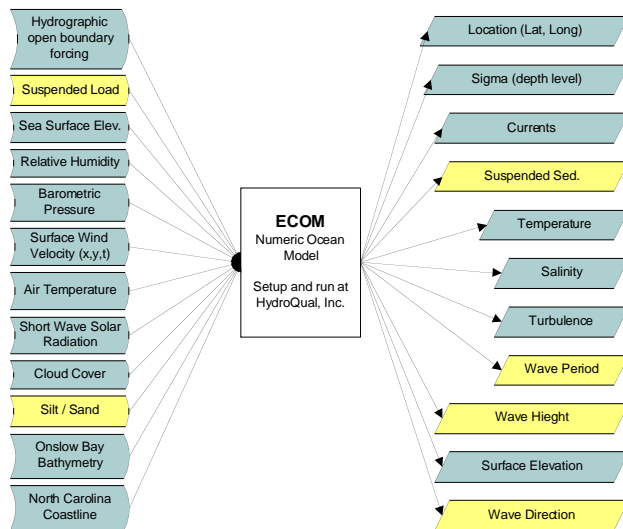 Hydrographic
open boundary
forcing
Suspended Load
Sea Surface Elev.
Relative Humidity
Barometric
Pressure
Surface Wind
Velocity (x,y,t)
Air Temperature
Short Wave Solar
Radiation
Cloud Cover
Silt / Sand
Onslow Bay
Bathymetry
North Carolina
Coastline
ECOM
Numeric Ocean
Model
Setup and run at
HydroQual, Inc.
Location (Lat, Long)
Sigma (depth level)
Currents
Suspended Sed.
Temperature
Salinity
Turbulence
Wave Period
Wave Hieght
Surface Elevation
Wave Direction